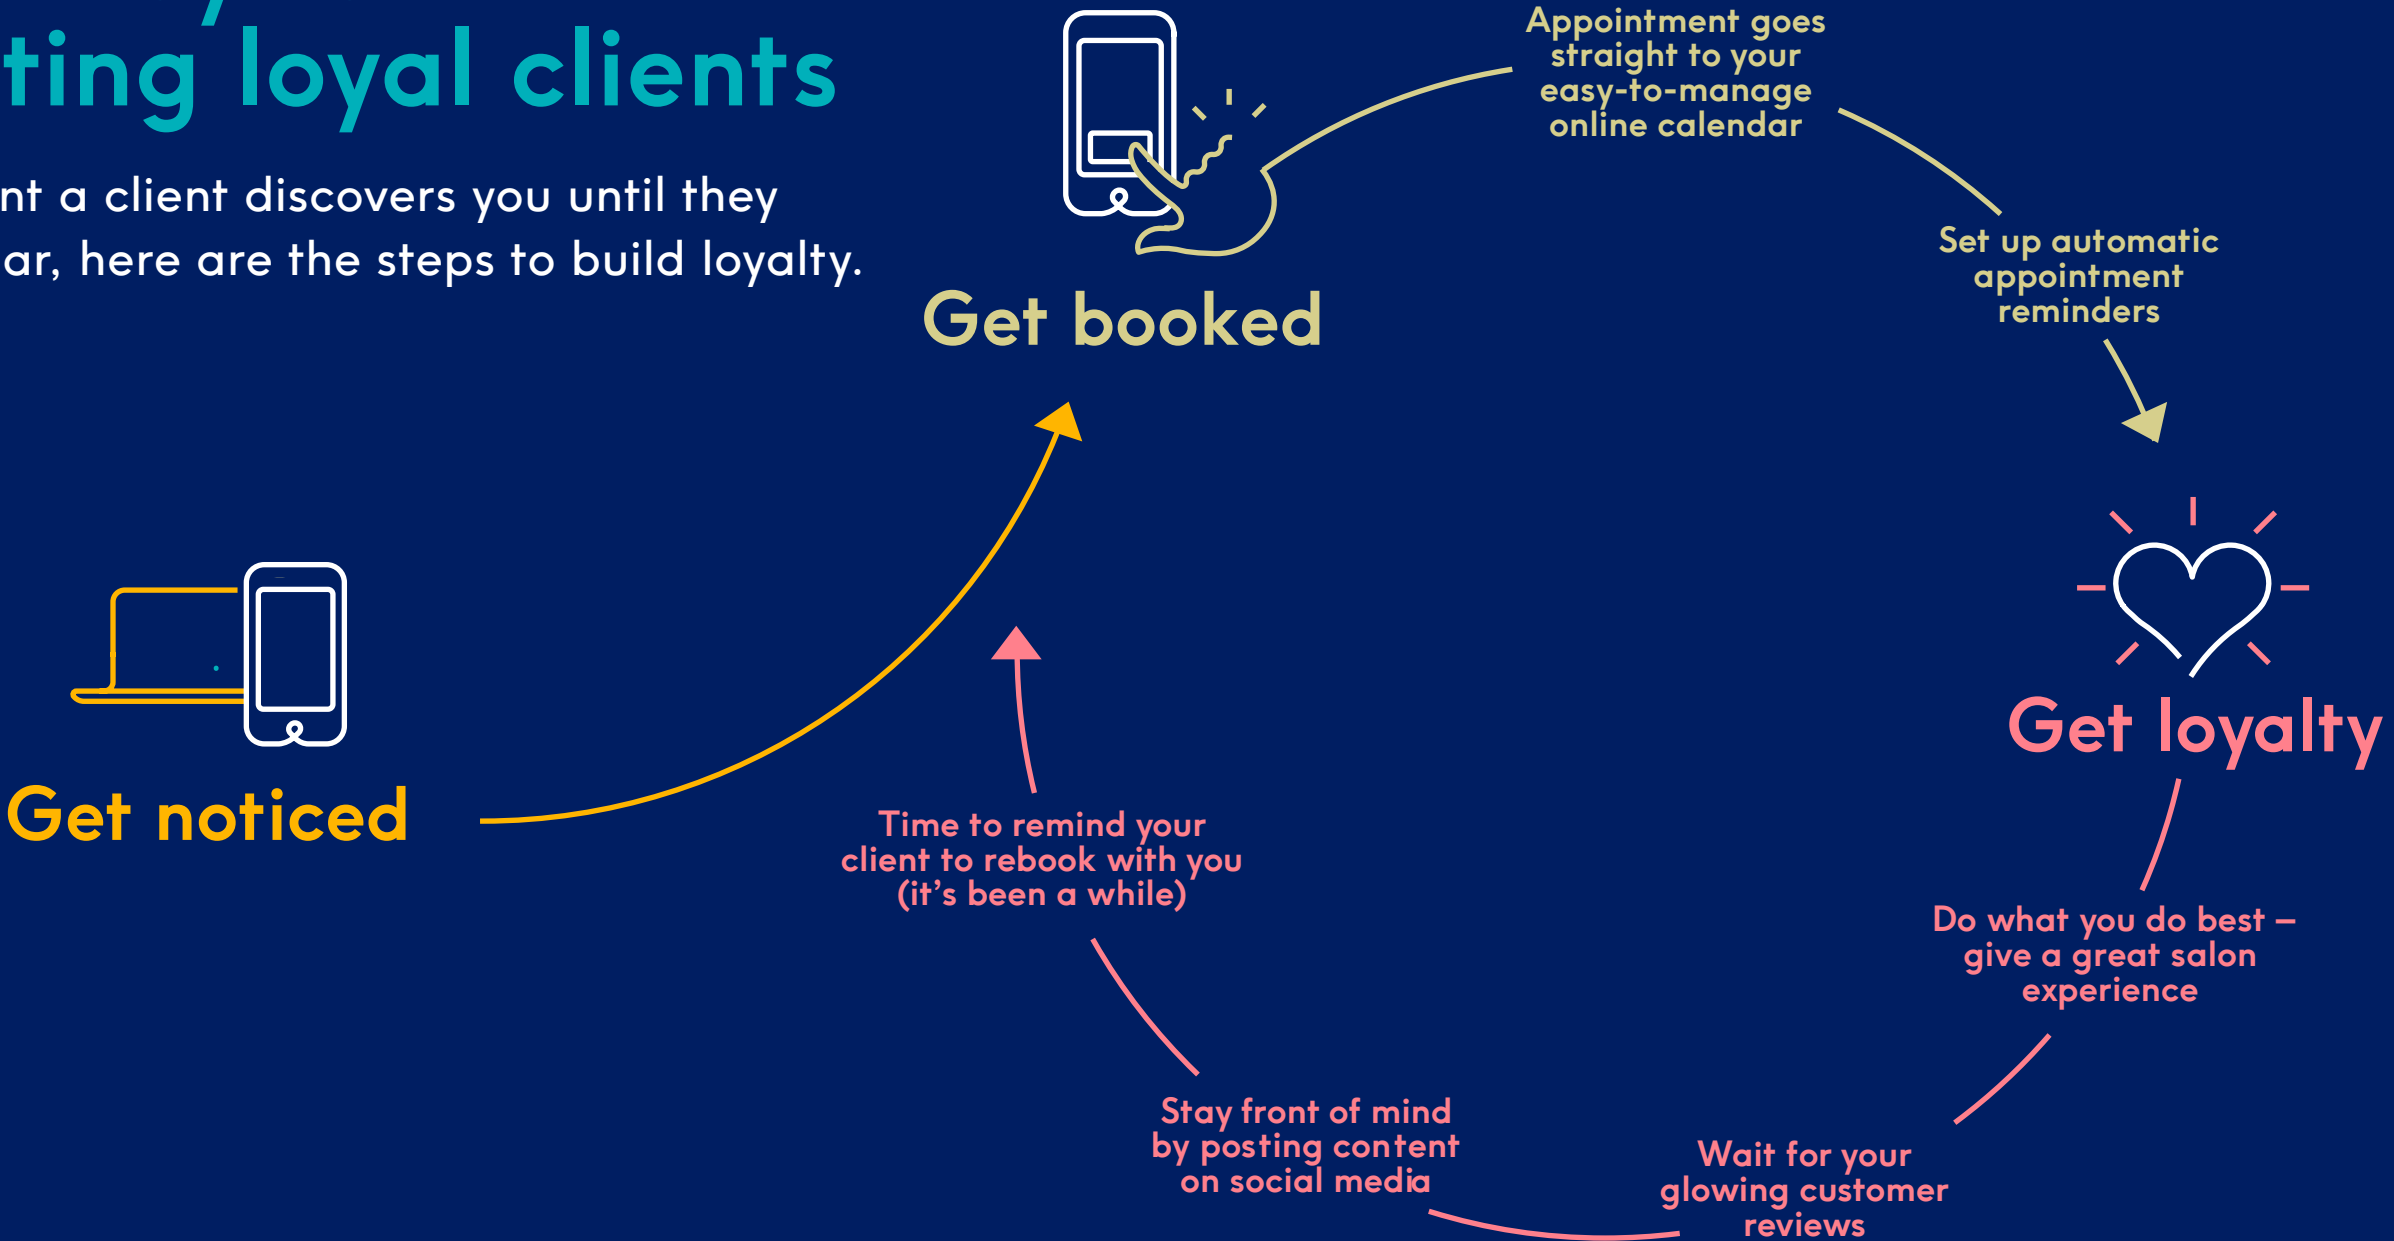 ting loyal clients
nt a client discovers you until they
ar, here are the steps to build loyalty.
Get booked
Appointment goes
straight to your
easy-to-manage
online calendar
Set up automatic
appointment
reminders
Get loyalty
Do what you do best –
give a great salon
experience
Wait for your
glowing customer
reviews
Stay front of mind
by posting content
on social media
Time to remind your
client to rebook with you
(it’s been a while)
Get noticed